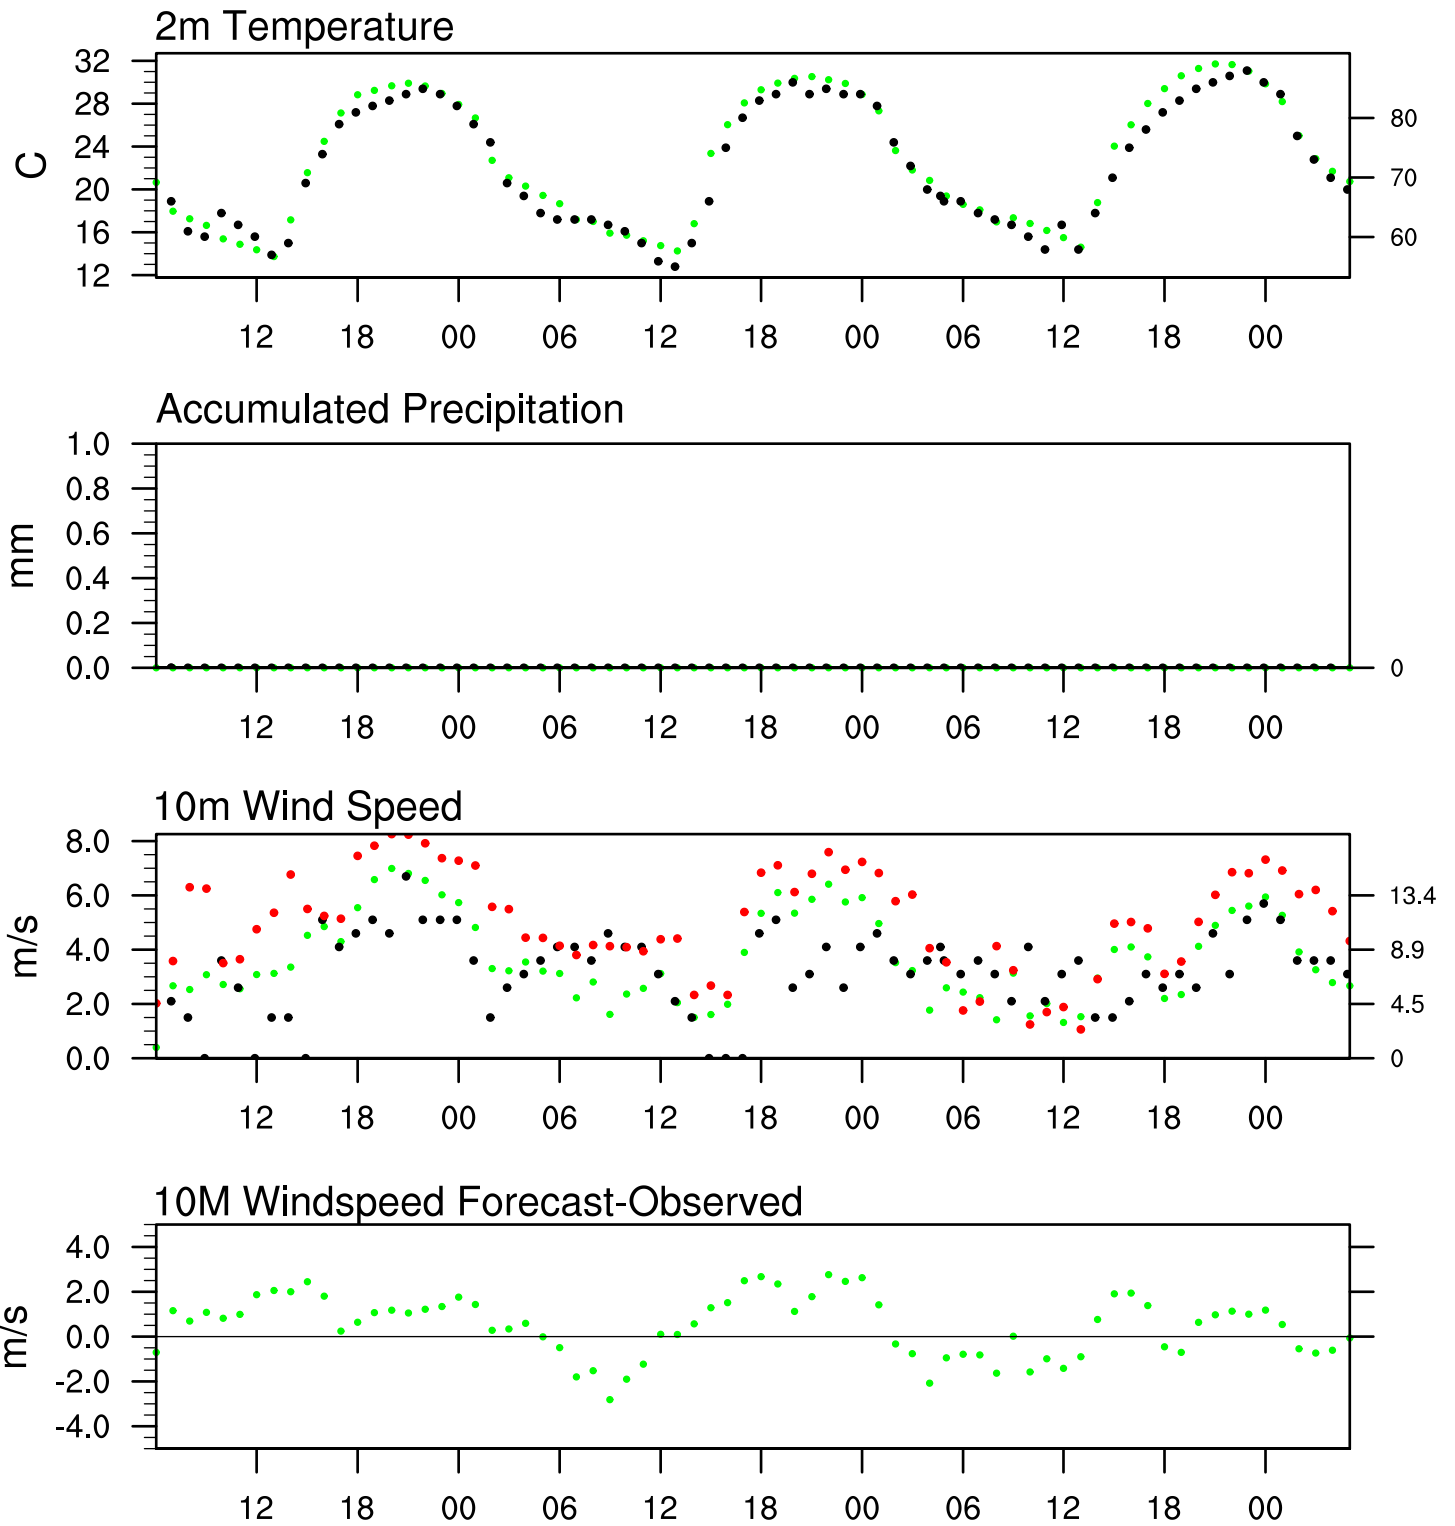 2m Temperature
32
28
24
20
16
12
C
80
70
60
12 18 00 06 12 18 00 06 12 18 00
Accumulated Precipitation
1.0
0.8
0.6
0.4
0.2
0.0
mm
0
12 18 00 06 12 18 00 06 12 18 00
10m Wind Speed
8.0
6.0
4.0
2.0
0.0
m/s
13.4
8.9
4.5
0
12 18 00 06 12 18 00 06 12 18 00
10M Windspeed Forecast-Observed
4.0
2.0
0.0
-2.0
-4.0
m/s
12 18 00 06 12 18 00 06 12 18 00